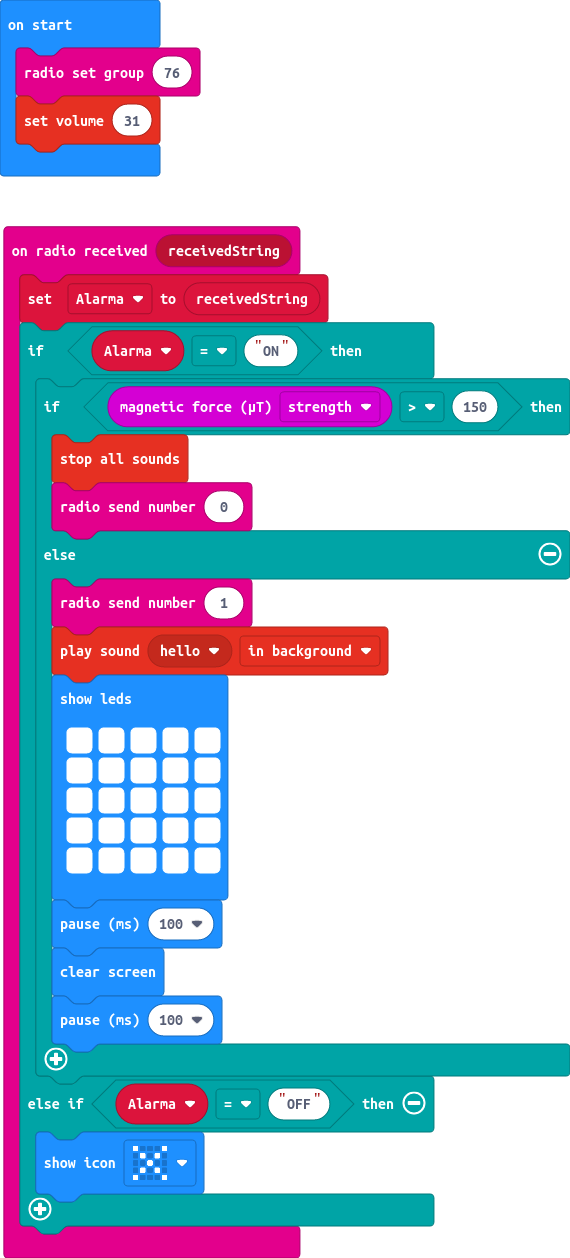 on start
radio set group 76
set volume 31
on radio received receivedString
set Alarma to receivedString
if Alarma = "ON" then
if magnetic force (µT) strength > 150 then
stop all sounds
radio send number 0
else
radio send number 1
play sound hello in background
show leds
pause (ms) 100
clear screen
pause (ms) 100
else if Alarma = "OFF" then
show icon